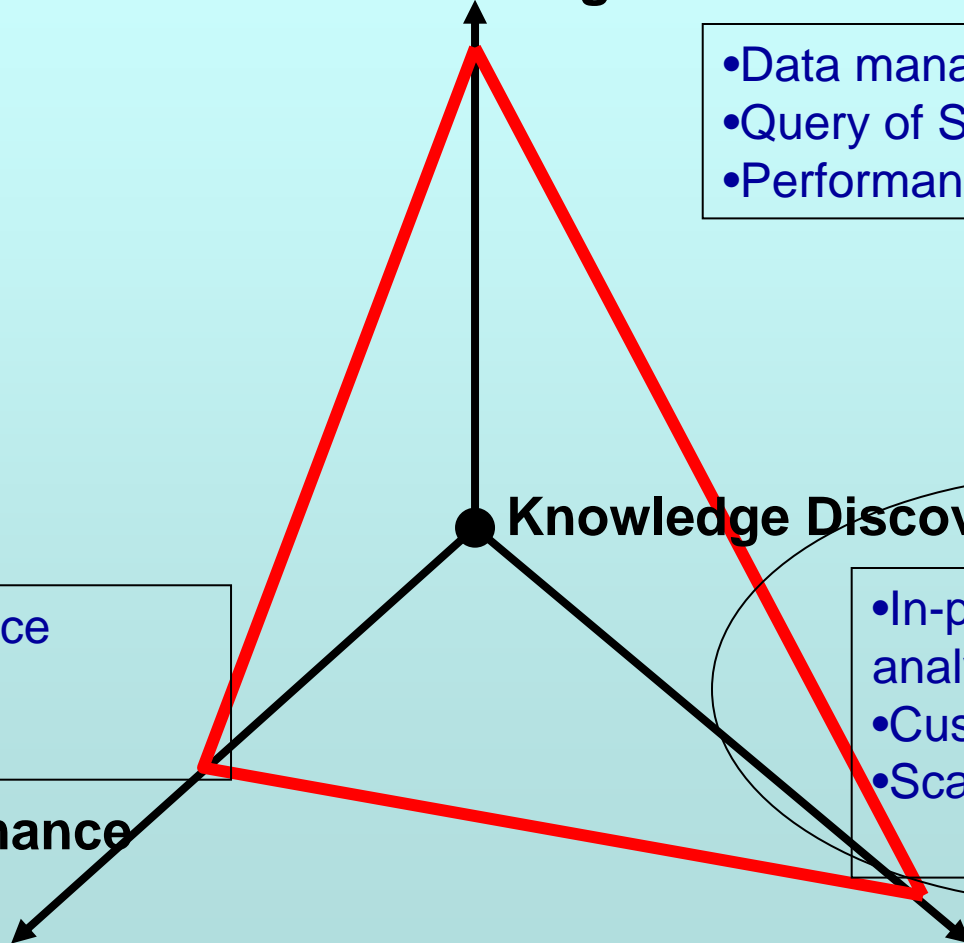 •Data mana
•Query of S
•Performan
Knowledge Discov
ce
•In-p
anal
•Cus
•Sca
nance